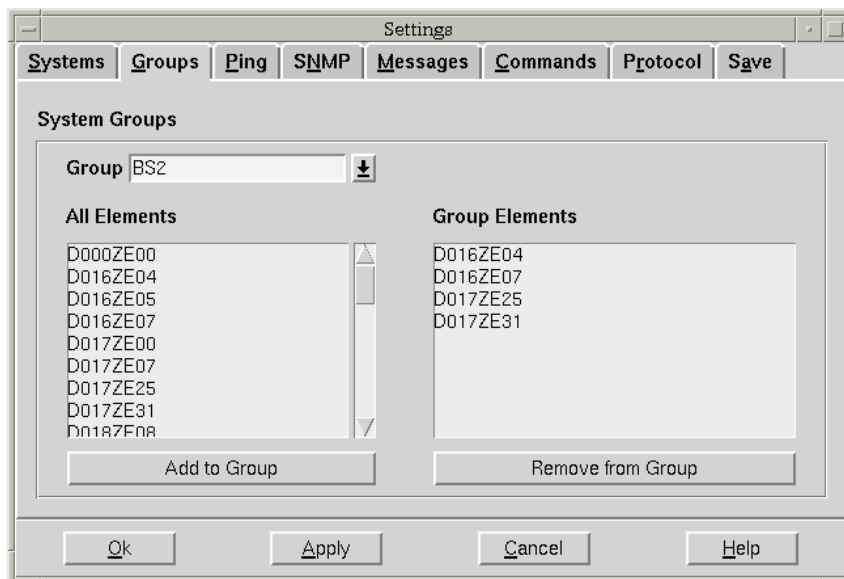 Settings
Systems Groups Ping SNMP Messages Commands Protocol Save
System Groups
Group BS2
All Elements
D000ZE00
D016ZE04
D016ZE05
D016ZE07
D017ZE00
D017ZE07
D017ZE25
D017ZE31
D018ZE08
Add to Group
Group Elements
D016ZE04
D016ZE07
D017ZE25
D017ZE31
Remove from Group
Ok Apply Cancel Help